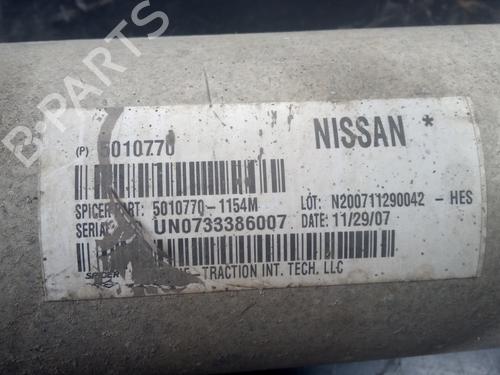 (P) 5010770
NISSAN *
SPICER PART: 5010770-1154M
LOT: N200711290042 - HES
SERIAL UN0733386007
DATE: 11/29/07
SPICER
- TRACTION INT. TECH. LLC
B-PARTS